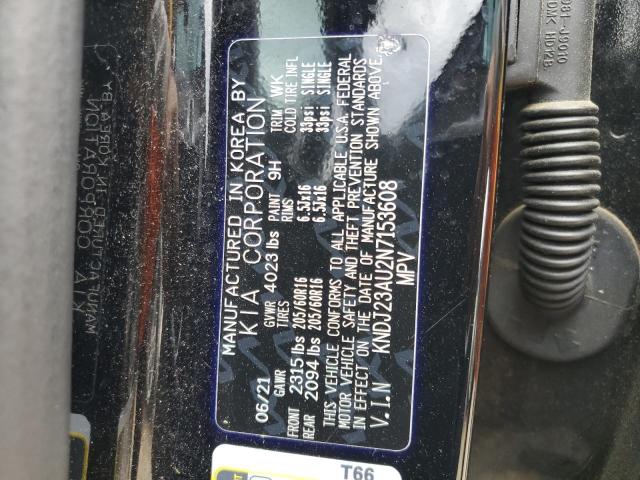 MANUFACTURED IN KOREA BY
KIA CORPORATION
06/21 GVWR 4023 lbs PAINT 9H TRIM WK
GAWR TIRES RIMS COLD TIRE INFL
FRONT 2315 lbs 205/60R16 6.5Jx16 33psi SINGLE
REAR 2094 lbs 205/60R16 6.5Jx16 33psi SINGLE
THIS VEHICLE CONFORMS TO ALL APPLICABLE U.S.A. FEDERAL
MOTOR VEHICLE SAFETY AND THEFT PREVENTION STANDARDS
IN EFFECT ON THE DATE OF MANUFACTURE SHOWN ABOVE.
V.I.N KNDJ23AU2N7153608
MPV
T66